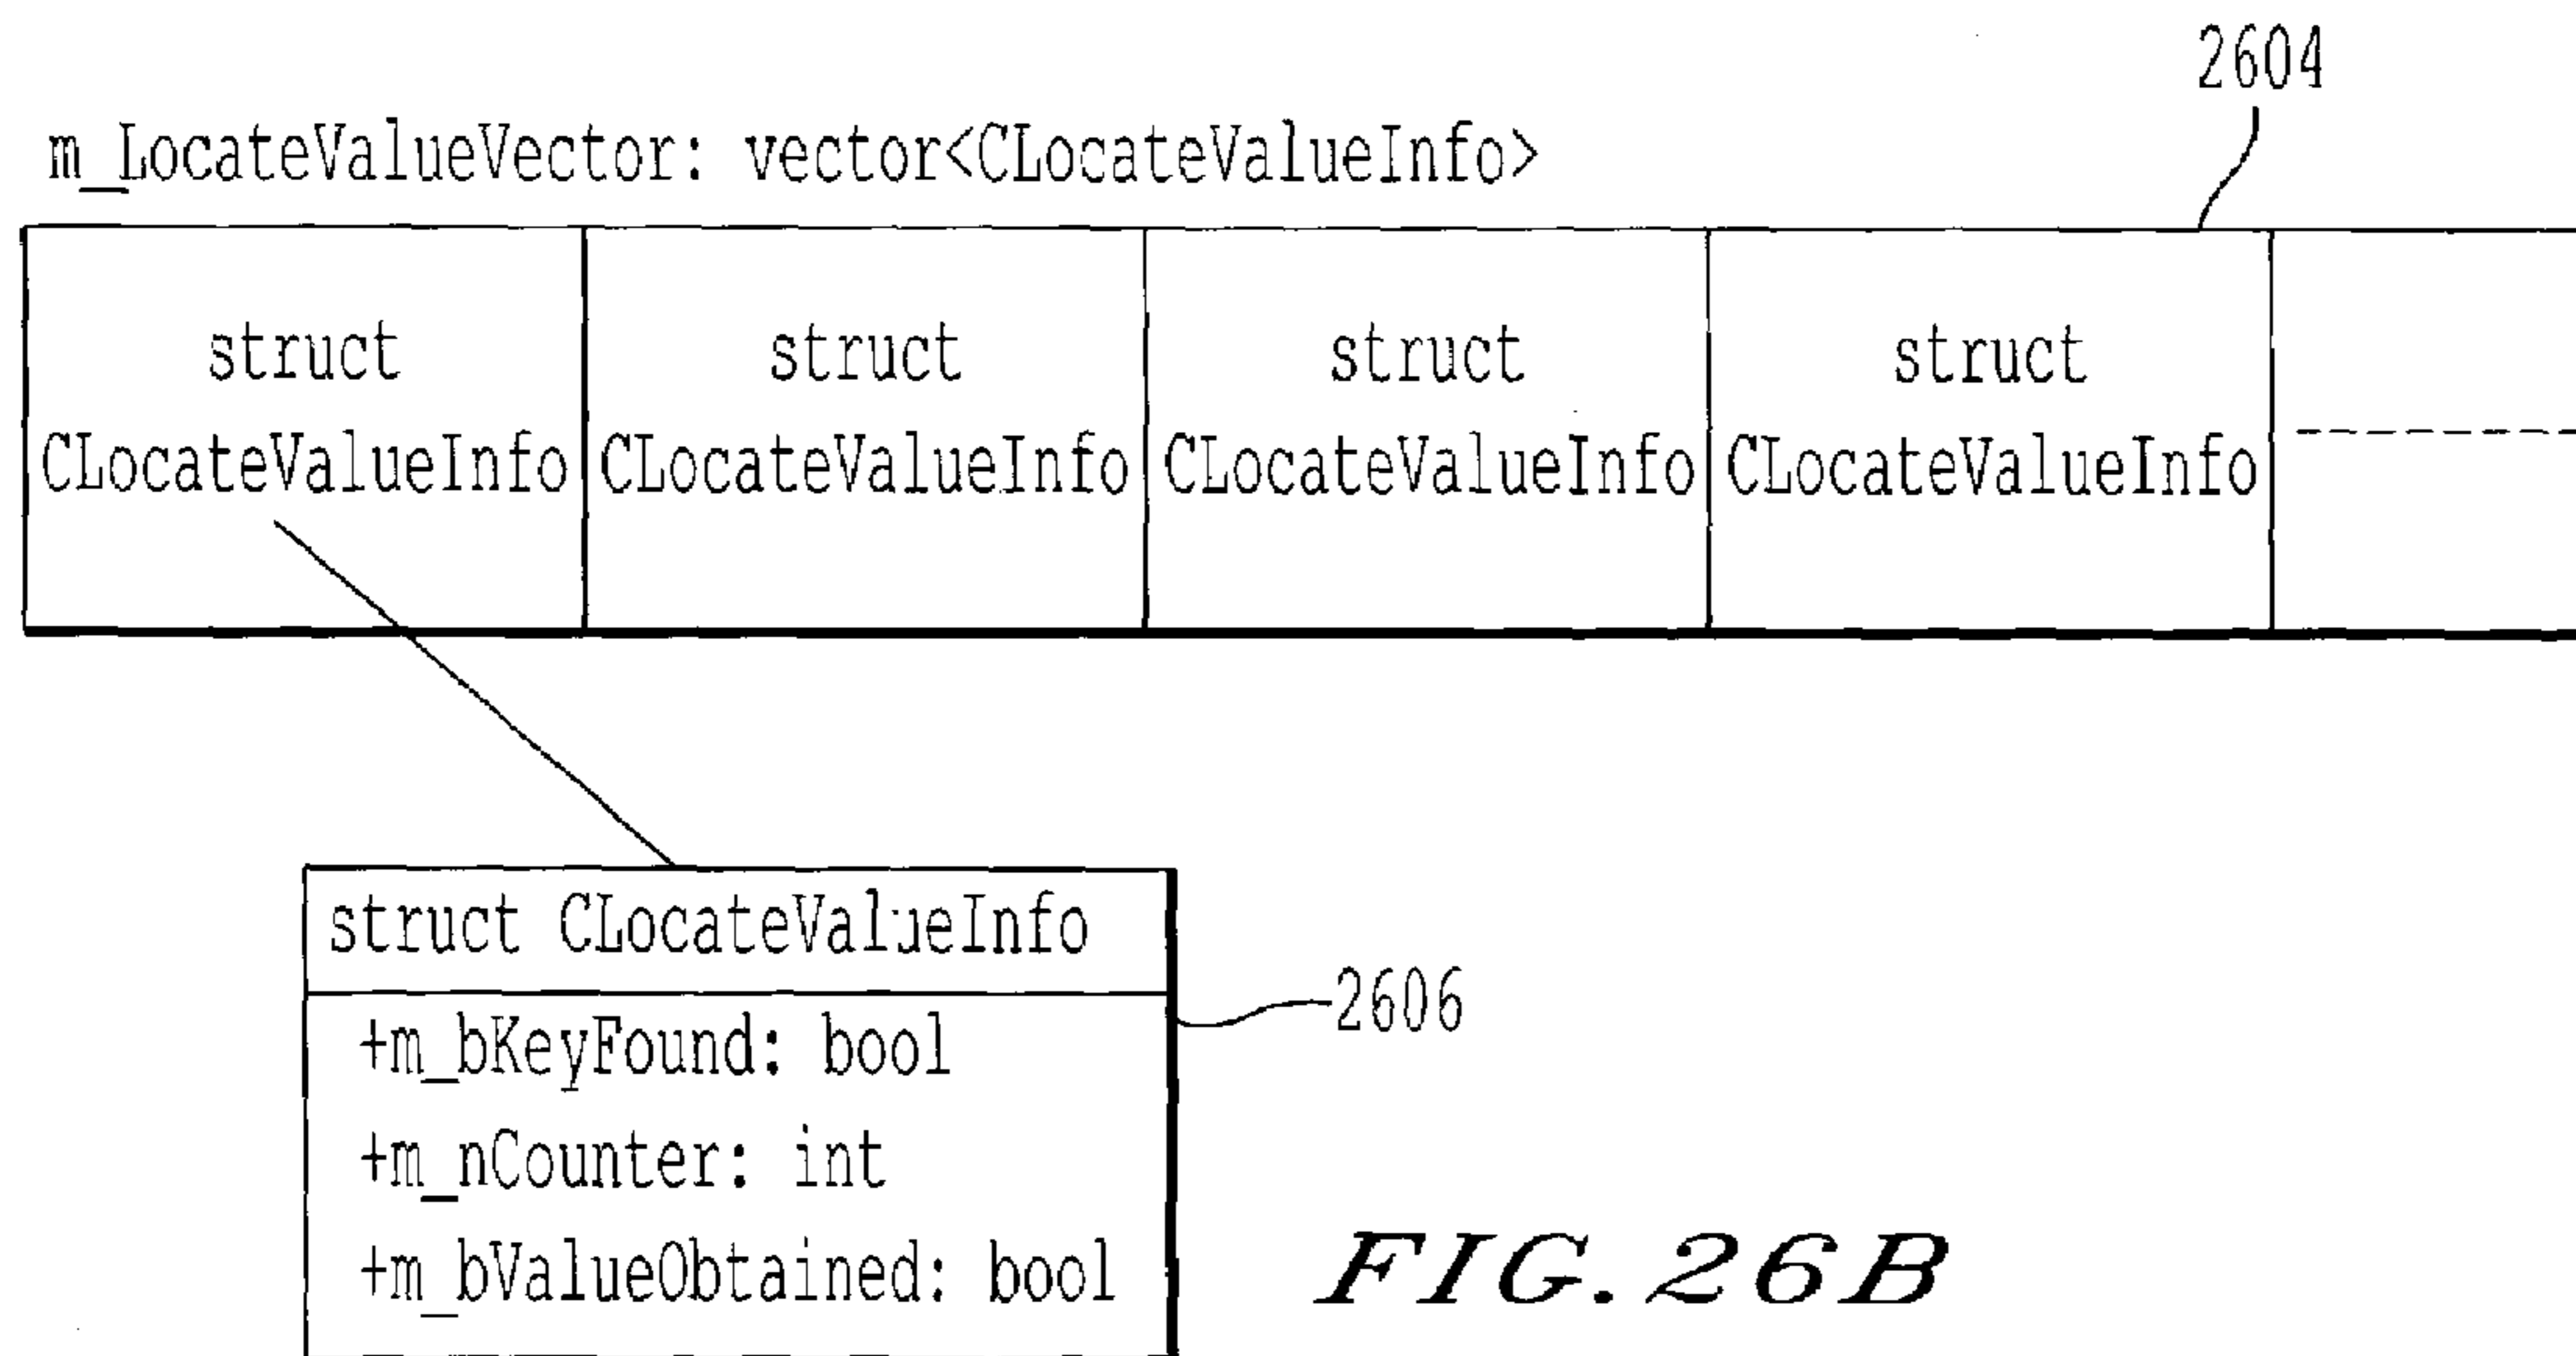 2604
m_LocateValueVector: vector<CLocateValueInfo>
struct
CLocateValueInfo
struct
CLocateValueInfo
struct
CLocateValueInfo
struct
CLocateValueInfo
struct CLocateValueInfo
+m_bKeyFound: bool
+m_nCounter: int
+m_bValueObtained: bool
2606
FIG. 26B